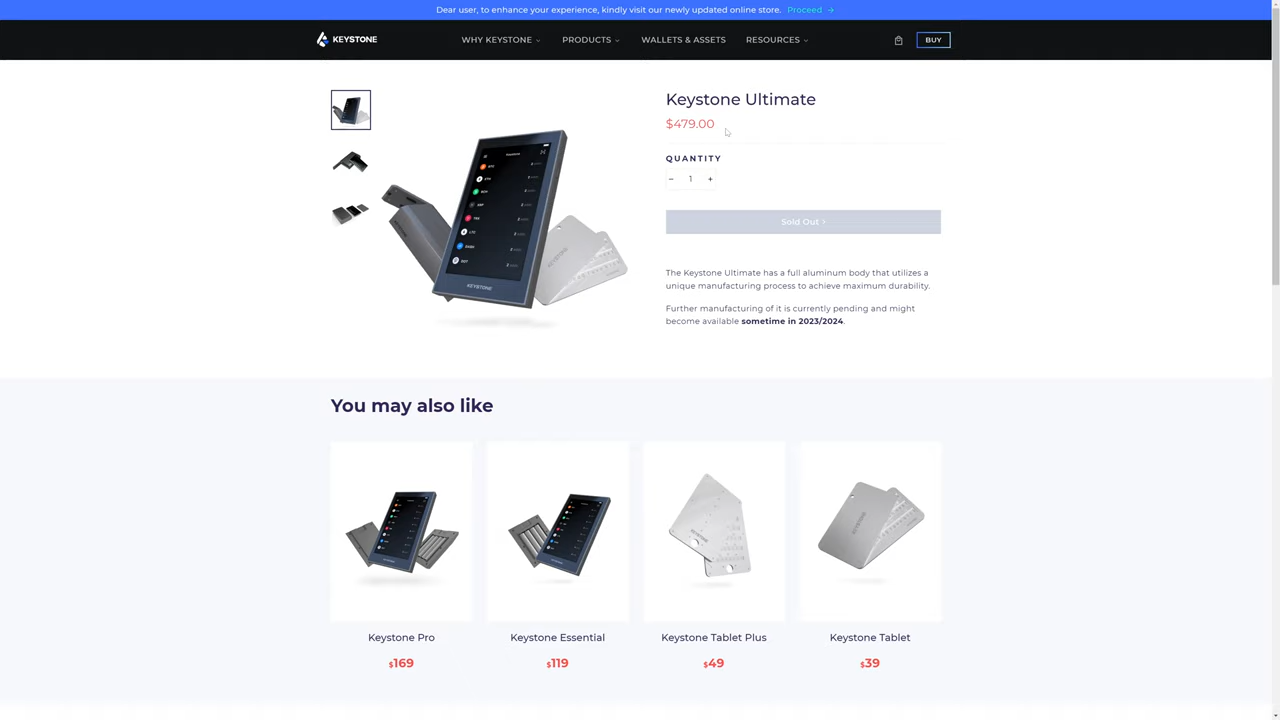 Dear user, to enhance your experience, kindly visit our newly updated online store. Proceed →
KEYSTONE
WHY KEYSTONE
PRODUCTS
WALLETS & ASSETS
RESOURCES
BUY
Keystone Ultimate
$479.00
QUANTITY
− 1 +
Sold Out >
The Keystone Ultimate has a full aluminum body that utilizes a
unique manufacturing process to achieve maximum durability.
Further manufacturing of it is currently pending and might
become available sometime in 2023/2024.
KEYSTONE
You may also like
Keystone Pro
$169
Keystone Essential
$119
Keystone Tablet Plus
$49
Keystone Tablet
$39